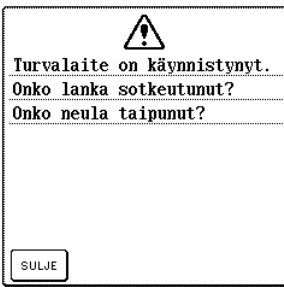 Turvalaite on käynnistynyt.
Onko lanka sotkeutunut?
Onko neula taipunut?
SULJE